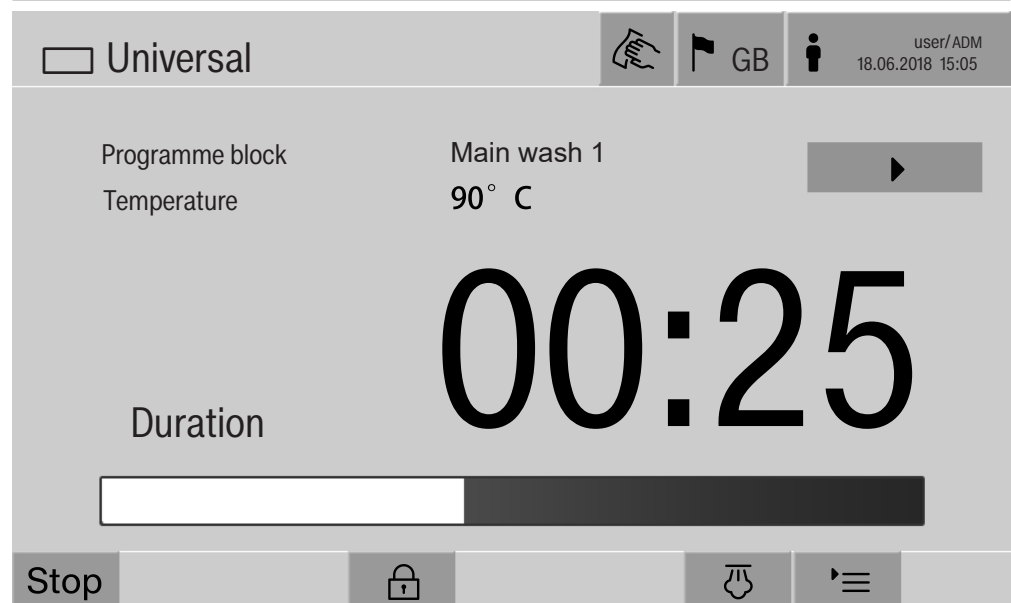 Universal
GB
user/ADM
18.06.2018 15:05
Programme block Main wash 1
Temperature 90° C
00:25
Duration
Stop